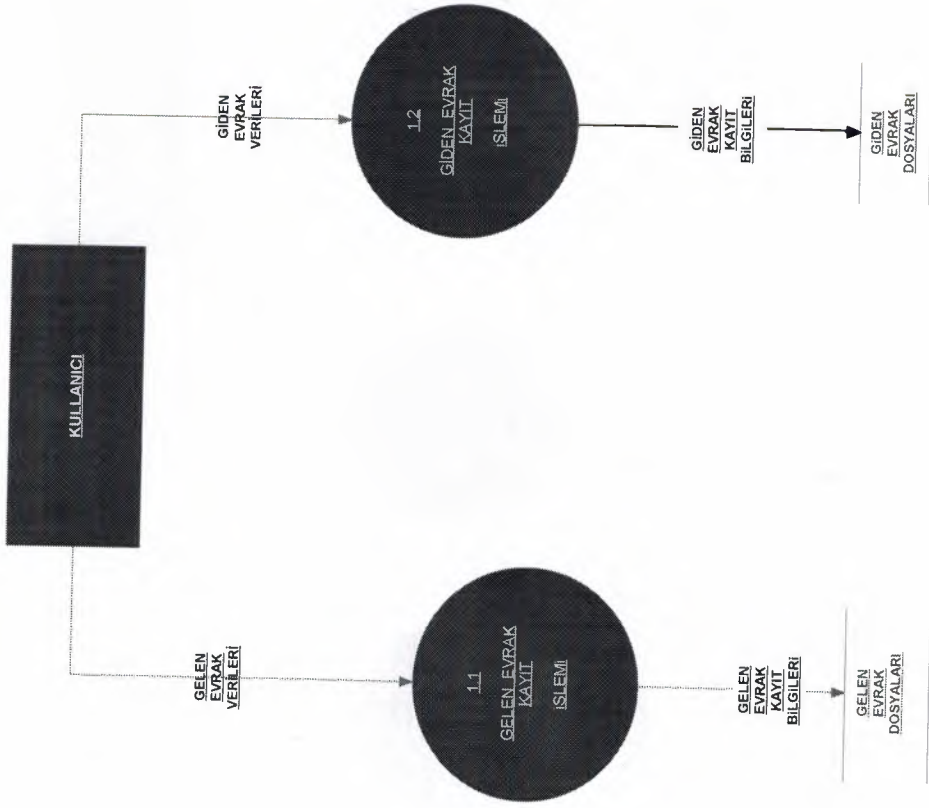 KULLANICI
GELEN
EVRAK
VERİLERİ
GİDEN
EVRAK
VERİLERİ
1.1
GELEN EVRAK
KAYIT
İSLEMİ
1.2
GİDEN EVRAK
KAYIT
İSLEMİ
GELEN
EVRAK
KAYIT
BİLGİLERİ
GİDEN
EVRAK
KAYIT
BİLGİLERİ
GELEN
EVRAK
DOSYALARI
GİDEN
EVRAK
DOSYALARI